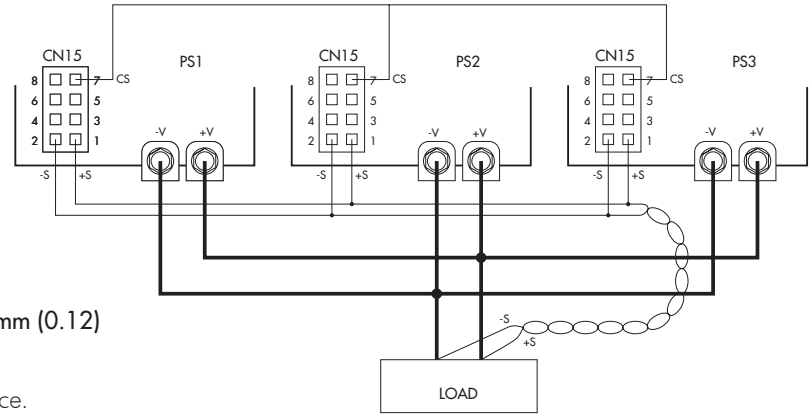 CN15 PS1 CN15 PS2 CN15 PS3
8 7 CS 8 7 CS 8 7 CS
6 5 6 5 6 5
4 3 4 3 4 3
2 1 -V +V 2 1 -V +V 2 1 -V +V
-S +S -S +S -S +S
mm (0.12)
-S
+S
LOAD
ce.